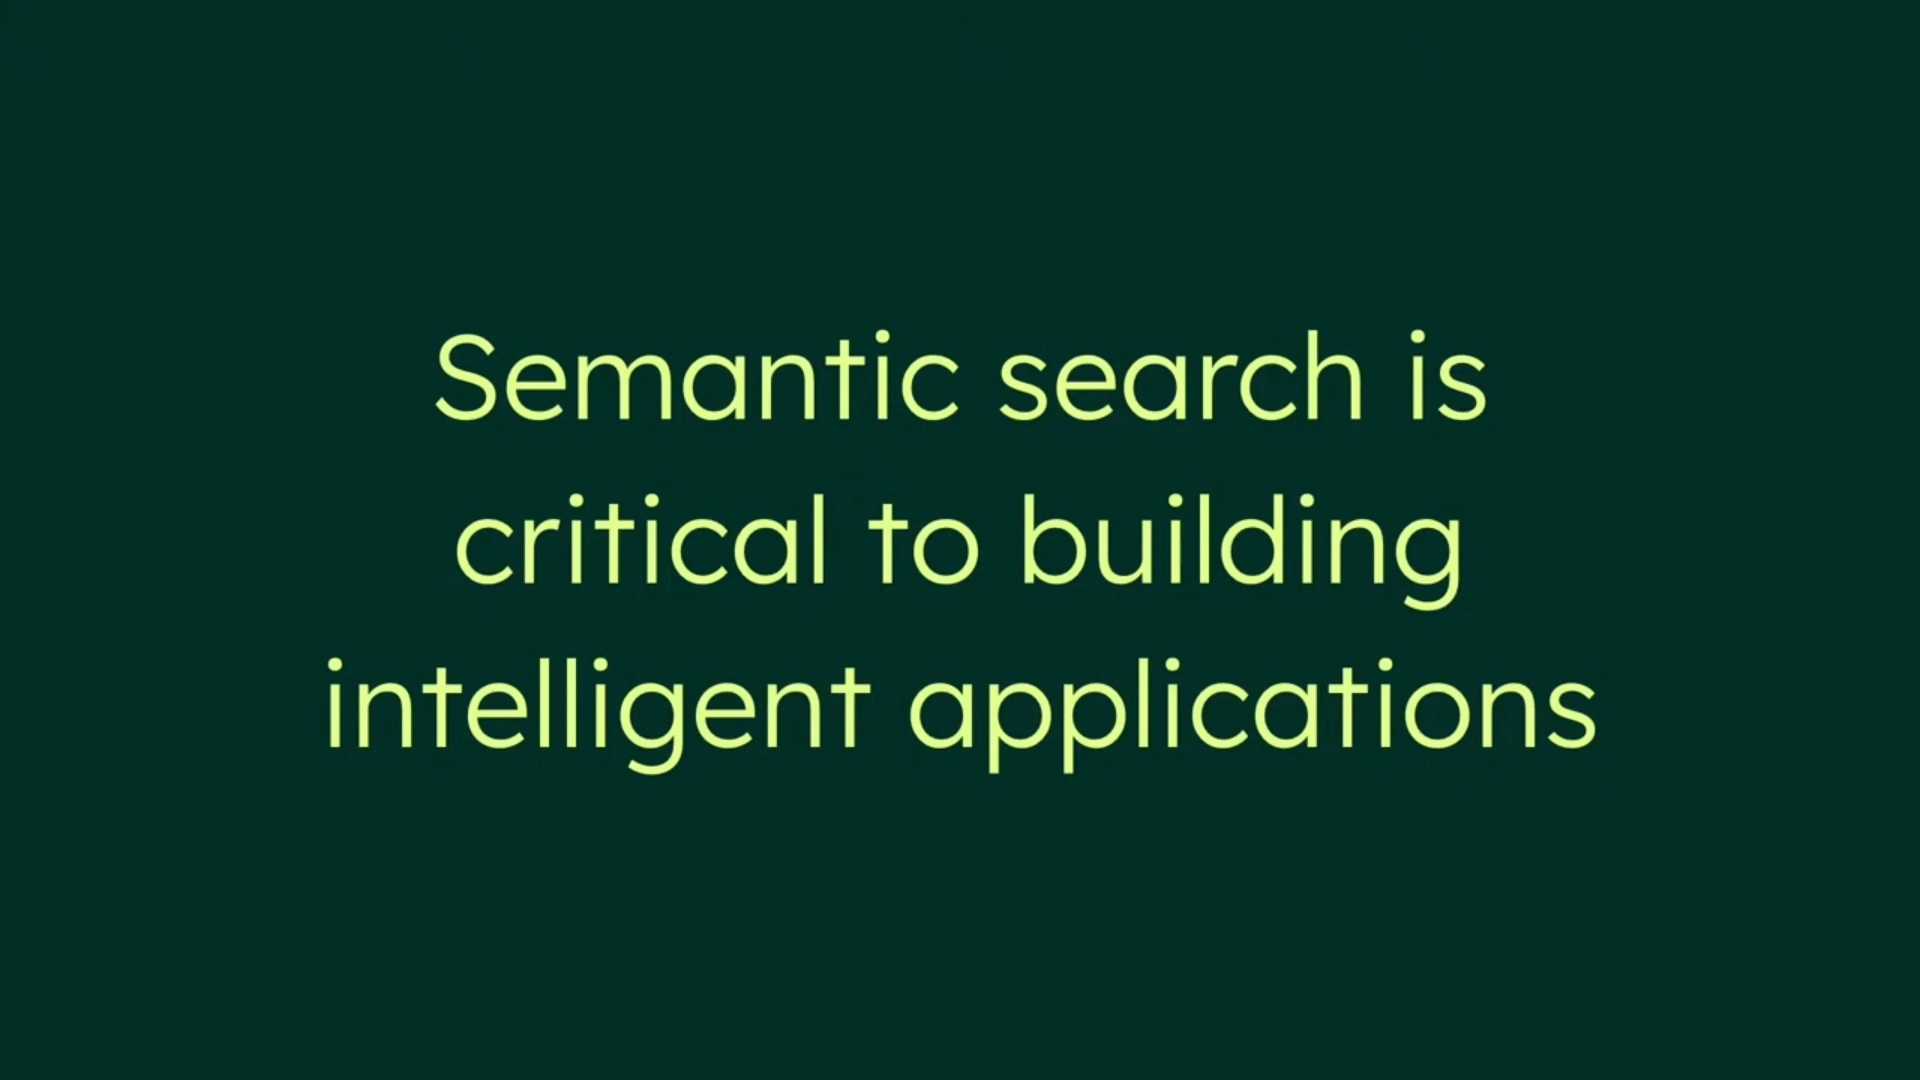 Semantic search is
critical to building
intelligent applications